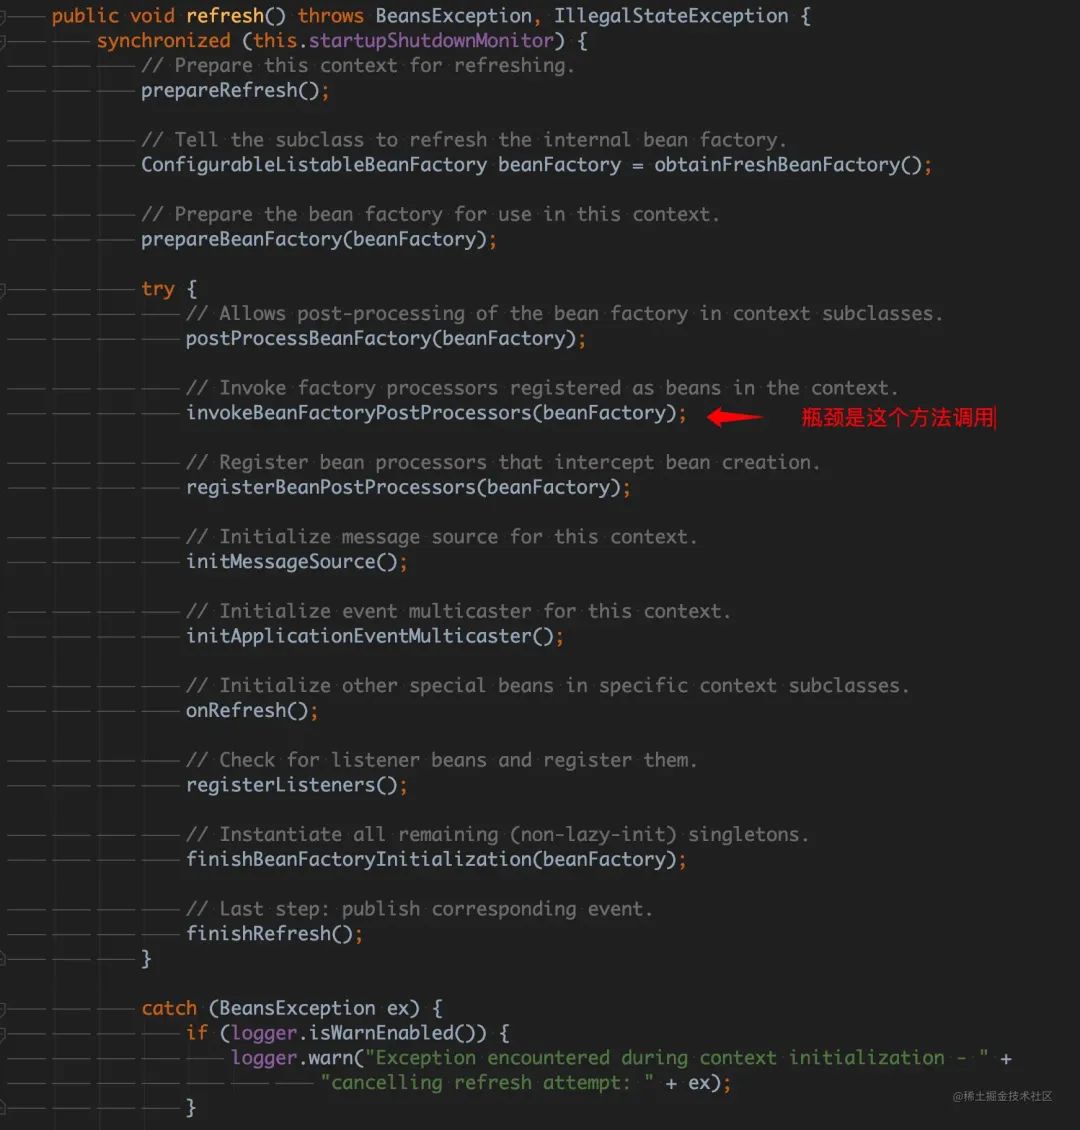 public void refresh() throws BeansException, IllegalStateException {
synchronized (this.startupShutdownMonitor) {
// Prepare this context for refreshing.
prepareRefresh();
// Tell the subclass to refresh the internal bean factory.
ConfigurableListableBeanFactory beanFactory = obtainFreshBeanFactory();
// Prepare the bean factory for use in this context.
prepareBeanFactory(beanFactory);
try {
// Allows post-processing of the bean factory in context subclasses.
postProcessBeanFactory(beanFactory);
// Invoke factory processors registered as beans in the context.
invokeBeanFactoryPostProcessors(beanFactory); 瓶颈是这个方法调用
// Register bean processors that intercept bean creation.
registerBeanPostProcessors(beanFactory);
// Initialize message source for this context.
initMessageSource();
// Initialize event multicaster for this context.
initApplicationEventMulticaster();
// Initialize other special beans in specific context subclasses.
onRefresh();
// Check for listener beans and register them.
registerListeners();
// Instantiate all remaining (non-lazy-init) singletons.
finishBeanFactoryInitialization(beanFactory);
// Last step: publish corresponding event.
finishRefresh();
}
catch (BeansException ex) {
if (logger.isWarnEnabled()) {
logger.warn("Exception encountered during context initialization - " +
"cancelling refresh attempt: " + ex);
}
@稀土掘金技术社区